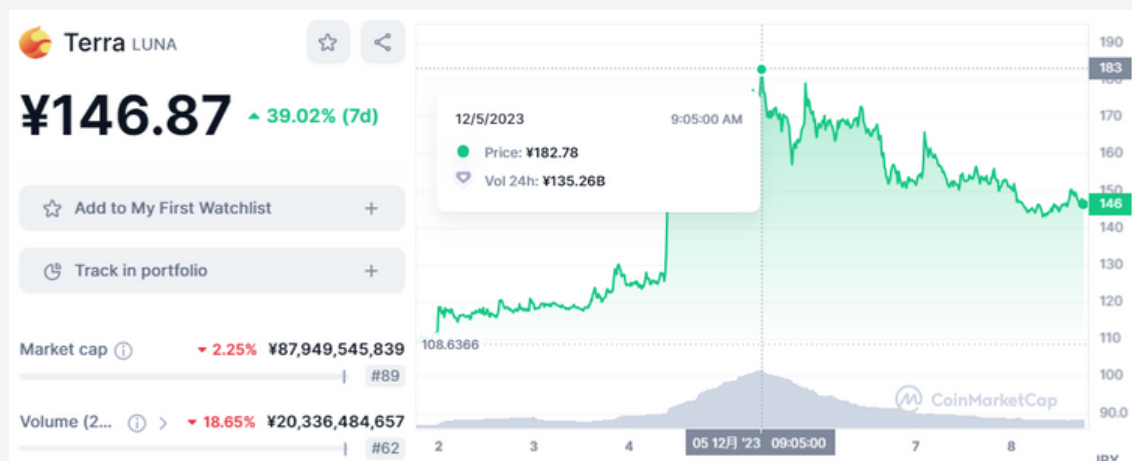 Terra LUNA
¥146.87 39.02% (7d)
Add to My First Watchlist +
Track in portfolio +
Market cap 2.25% ¥87,949,545,839
#89
Volume (2... > 18.65% ¥20,336,484,657
#62
12/5/2023 9:05:00 AM
Price: ¥182.78
Vol 24h: ¥135.26B
108.6366
CoinMarketCap
190
183
170
160
150
146
140
130
120
110
100
90.0
2 3 4 05 12月 '23 09:05:00 7 8
JPY